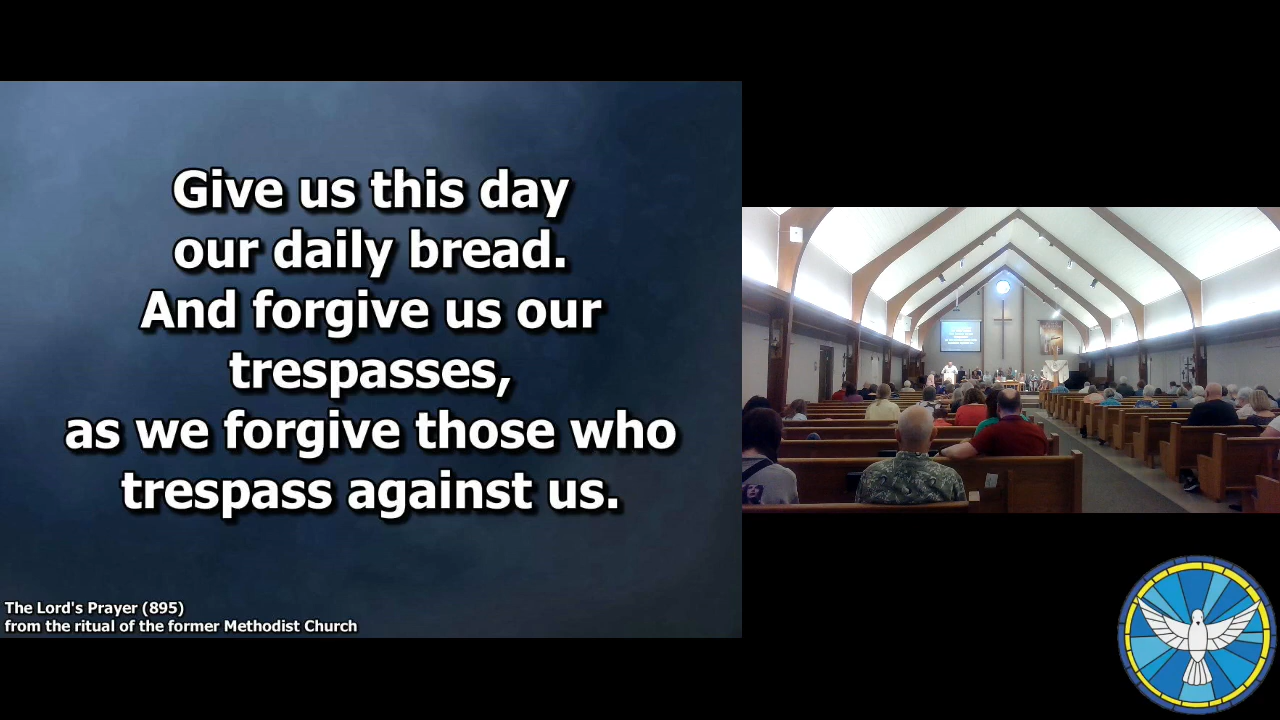 Give us this day
our daily bread.
And forgive us our
trespasses,
as we forgive those who
trespass against us.
The Lord's Prayer (895)
from the ritual of the former Methodist Church